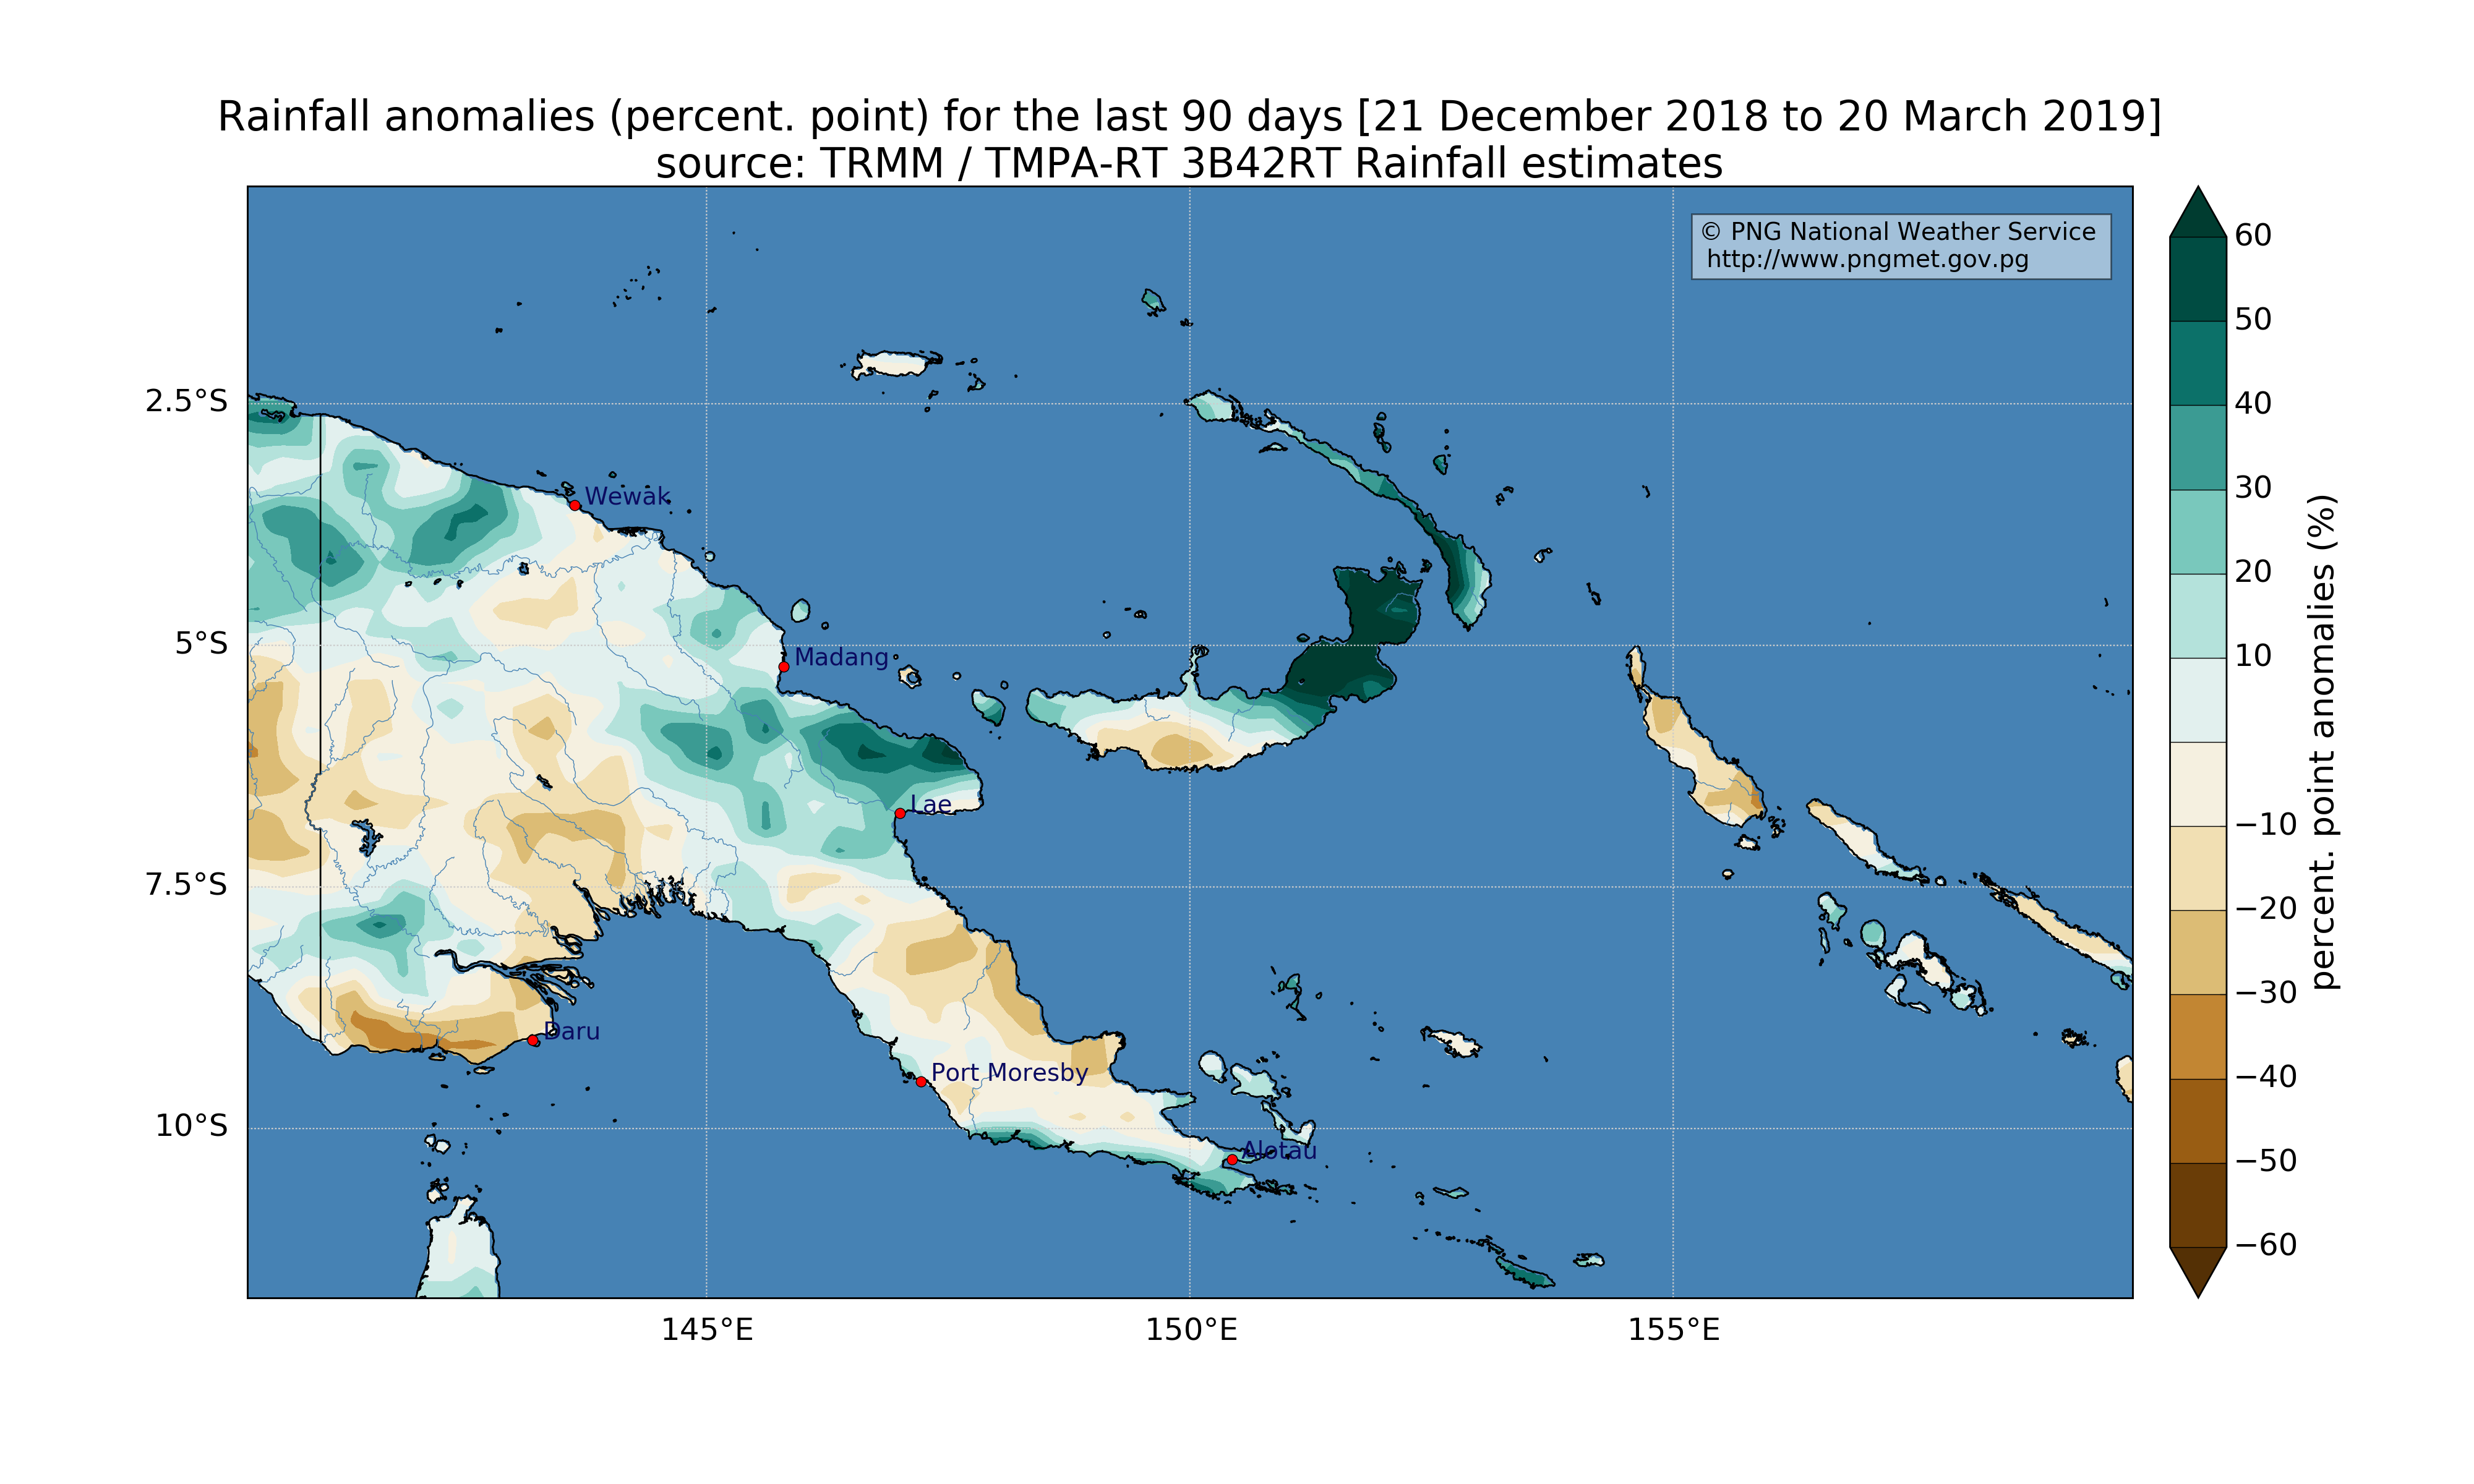 Rainfall anomalies (percent. point) for the last 90 days [21 December 2018 to 20 March 2019]
source: TRMM / TMPA-RT 3B42RT Rainfall estimates
© PNG National Weather Service
http://www.pngmet.gov.pg
2.5°S
5°S
7.5°S
10°S
Wewak
Madang
Lae
Daru
Port Moresby
Alotau
145°E
150°E
155°E
60
50
40
30
20
10
−10
−20
−30
−40
−50
−60
percent. point anomalies (%)